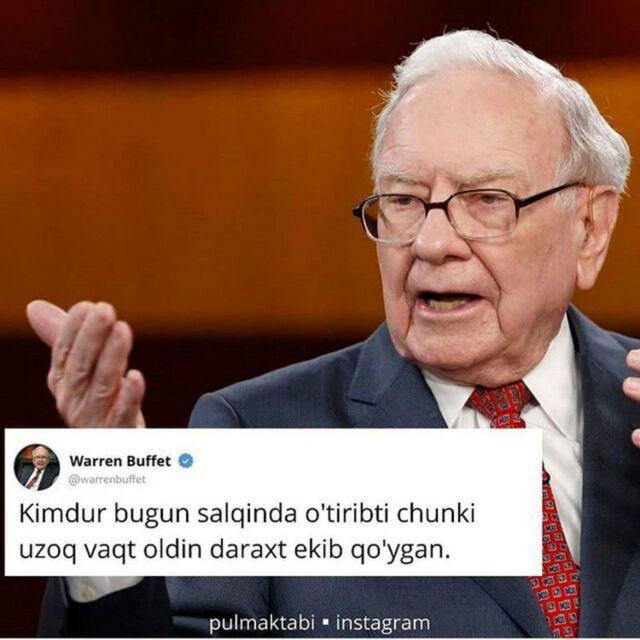 Warren Buffet
@warrenbuffet
Kimdur bugun salqinda o'tiribti chunki
uzoq vaqt oldin daraxt ekib qo'ygan.
pulmaktabi ▪ instagram